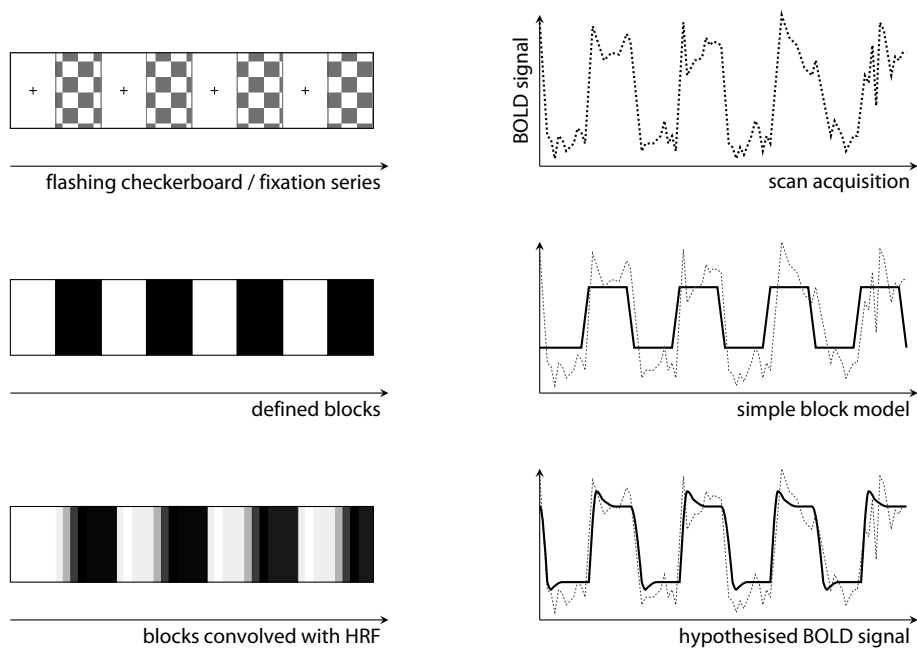 flashing checkerboard / fixation series
BOLD signal
scan acquisition
defined blocks
simple block model
blocks convolved with HRF
hypothesised BOLD signal